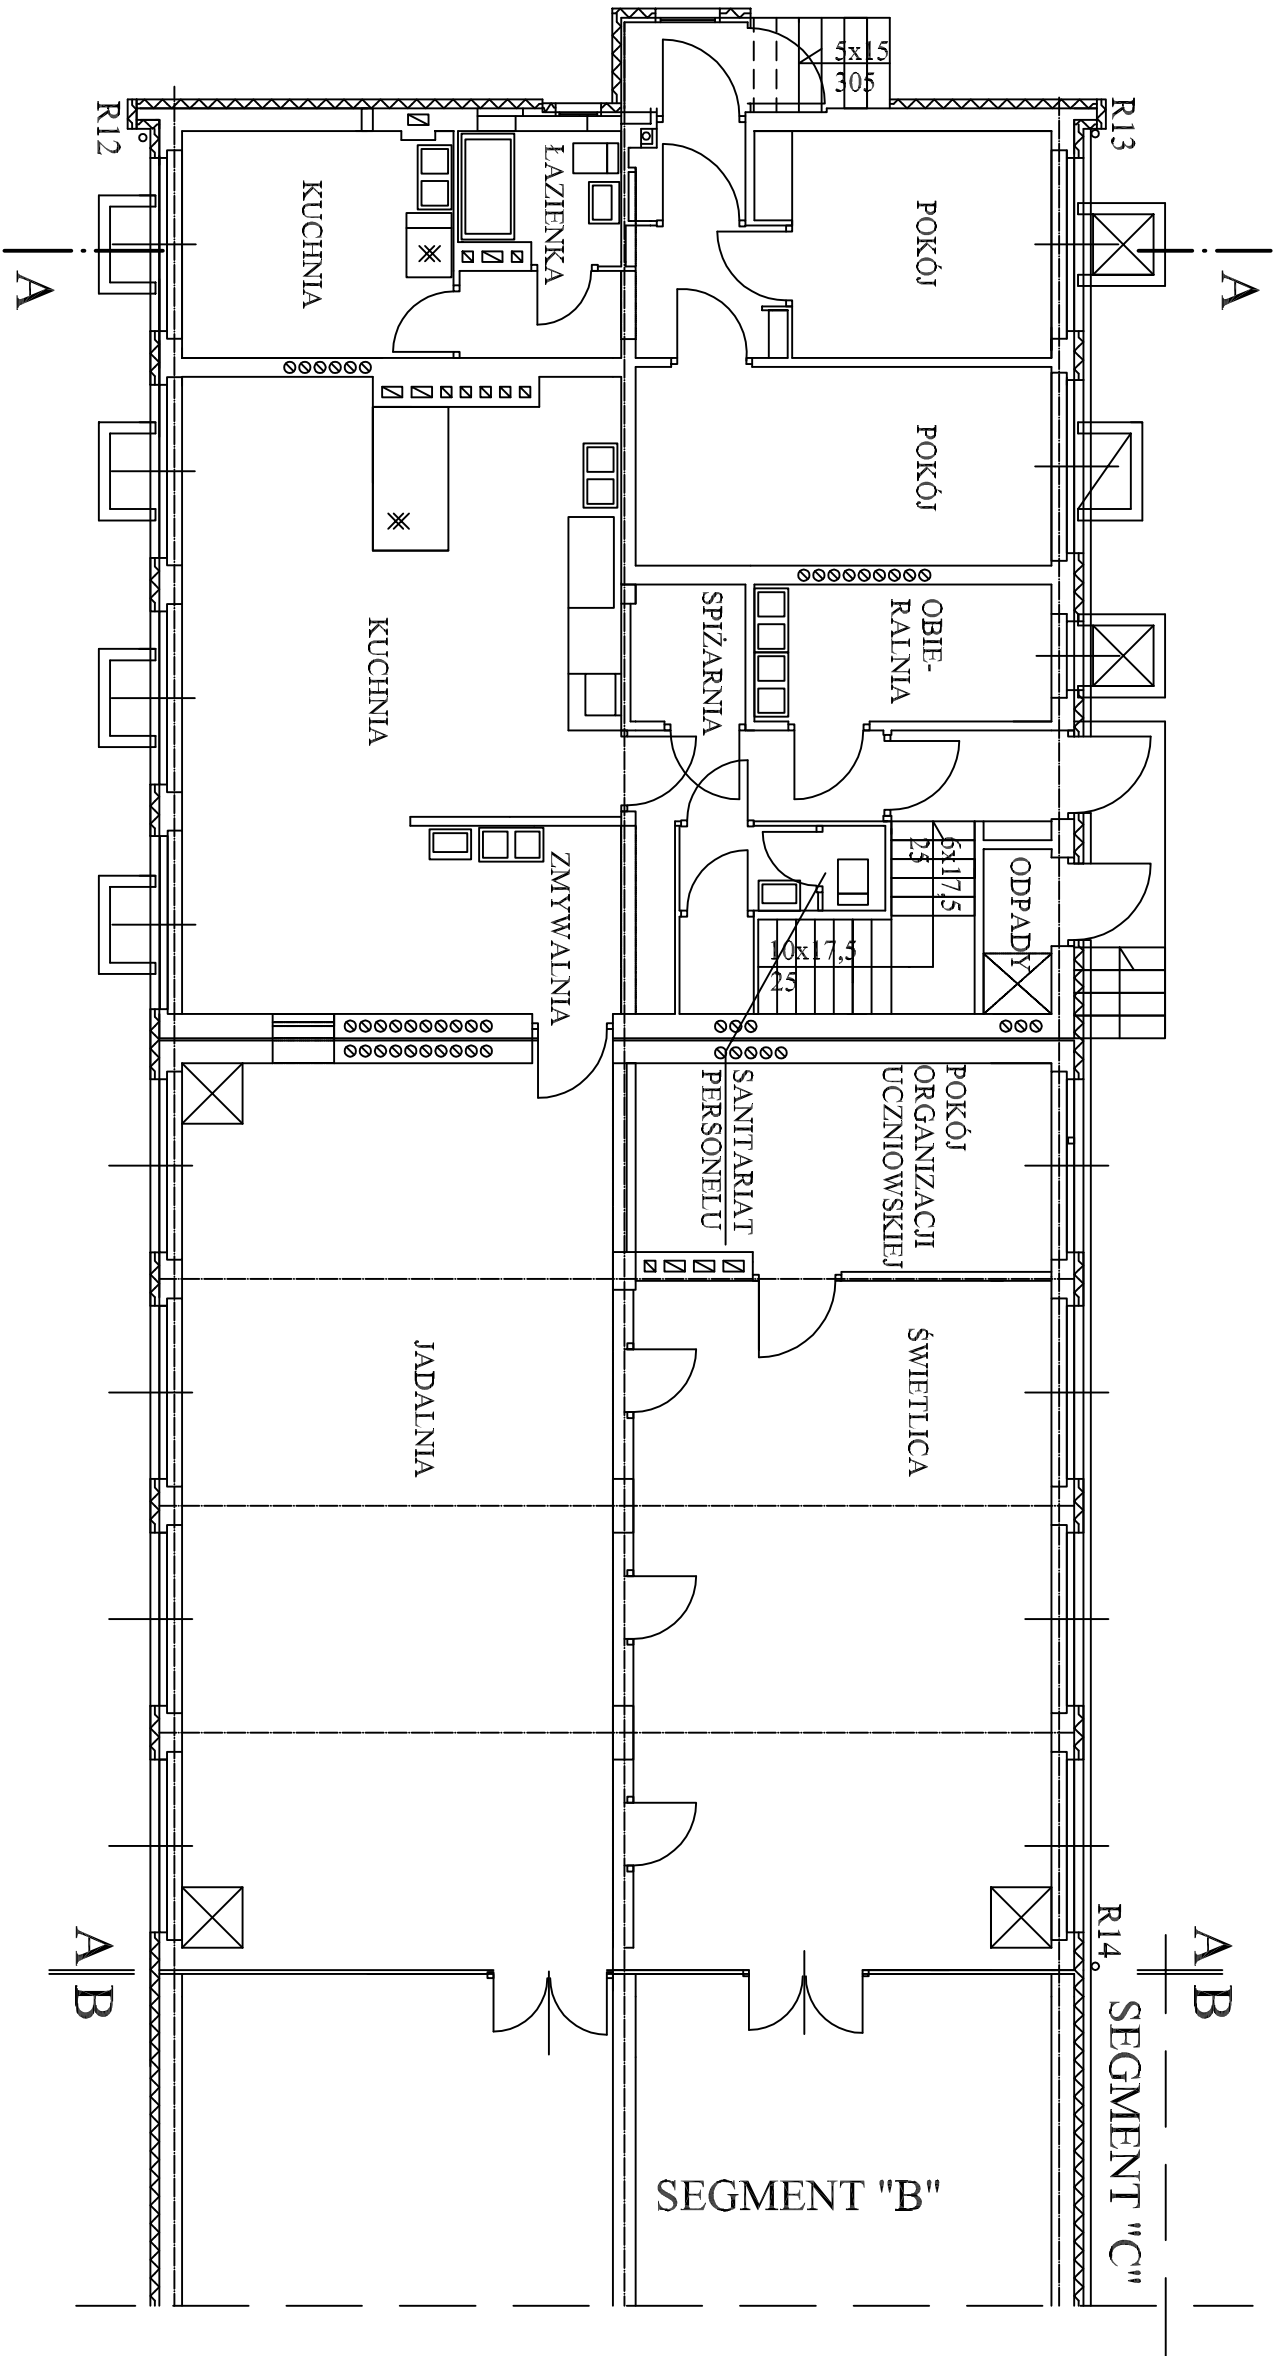 5x15
305
R12
R13
KUCHNIA
ŁAZIENKA
POKÓJ
A
A
POKÓJ
KUCHNIA
SPIŻARNIA
OBIE-
RALNIA
ZMYWALNIA
6x17,5
25
ODPADY
10x17,5
25
SANITARIAT
PERSONELU
POKÓJ
ORGANIZACJI
UCZNIOWSKIEJ
JADALNIA
ŚWIETLICA
R14
A
B
A
B
SEGMENT "B"
SEGMENT "C"